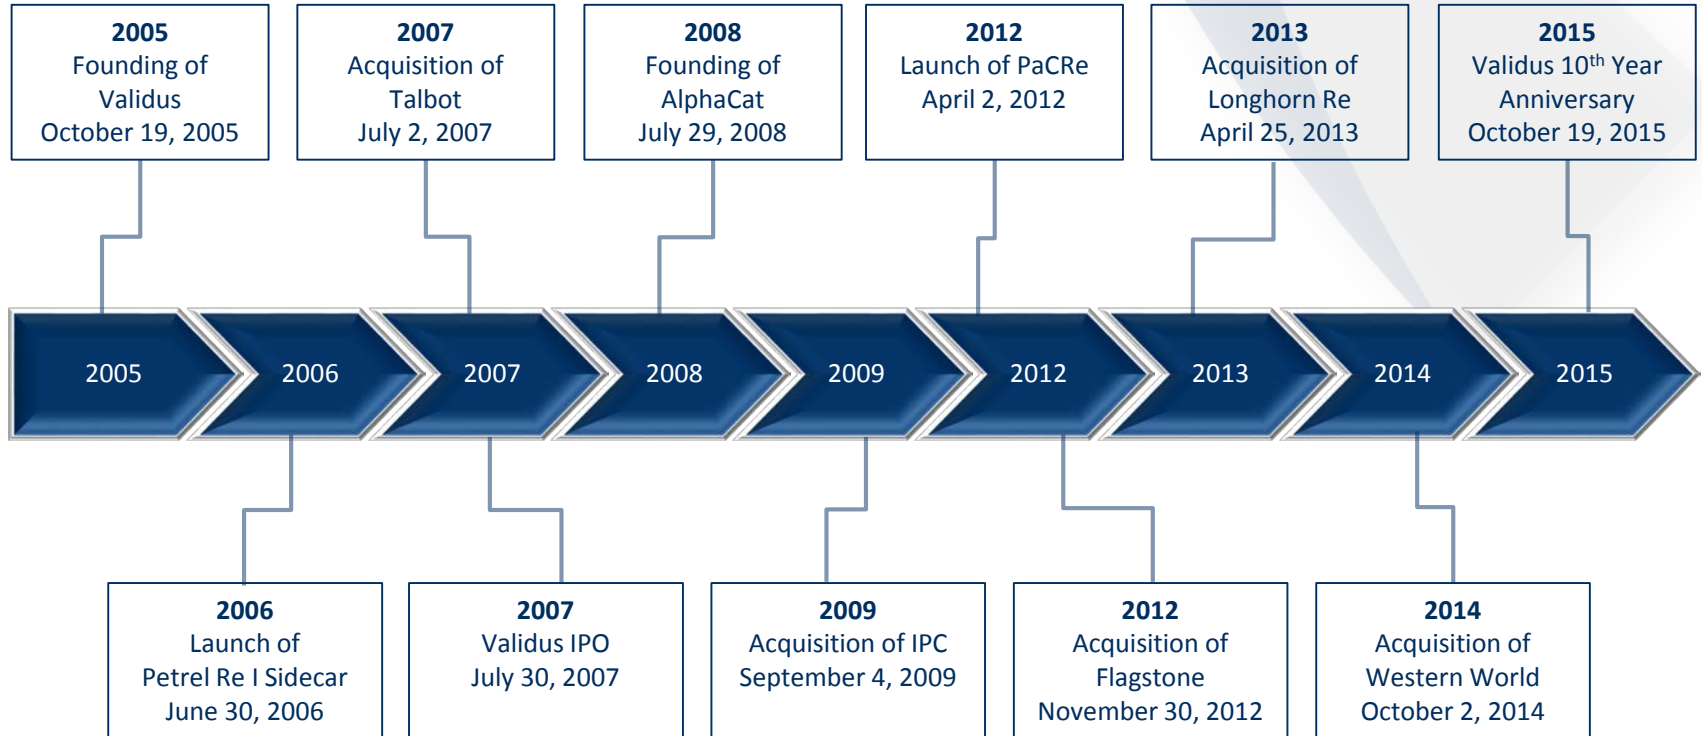 2005
Founding of
Validus
October 19, 2005
2007
Acquisition of
Talbot
July 2, 2007
2008
Founding of
AlphaCat
July 29, 2008
2012
Launch of PaCRe
April 2, 2012
2013
Acquisition of
Longhorn Re
April 25, 2013
2015
Validus 10th Year
Anniversary
October 19, 2015
2005
2006
2007
2008
2009
2012
2013
2014
2015
2006
Launch of
Petrel Re I Sidecar
June 30, 2006
2007
Validus IPO
July 30, 2007
2009
Acquisition of IPC
September 4, 2009
2012
Acquisition of
Flagstone
November 30, 2012
2014
Acquisition of
Western World
October 2, 2014